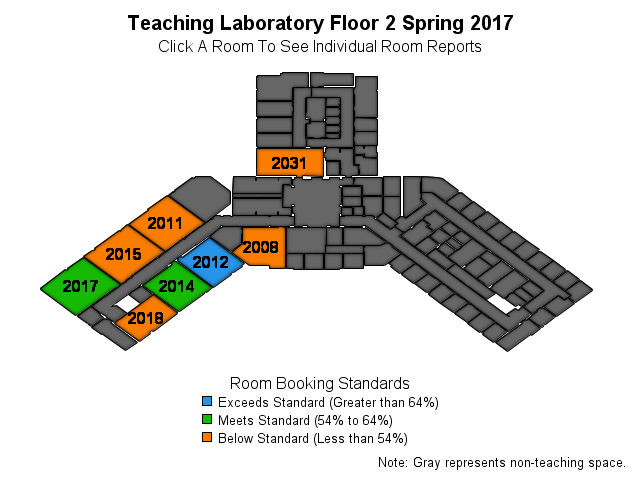 Teaching Laboratory Floor 2 Spring 2017
Click A Room To See Individual Room Reports
2031
2011
2015
2008
2012
2017
2014
2018
Room Booking Standards
Exceeds Standard (Greater than 64%)
Meets Standard (54% to 64%)
Below Standard (Less than 54%)
Note: Gray represents non-teaching space.